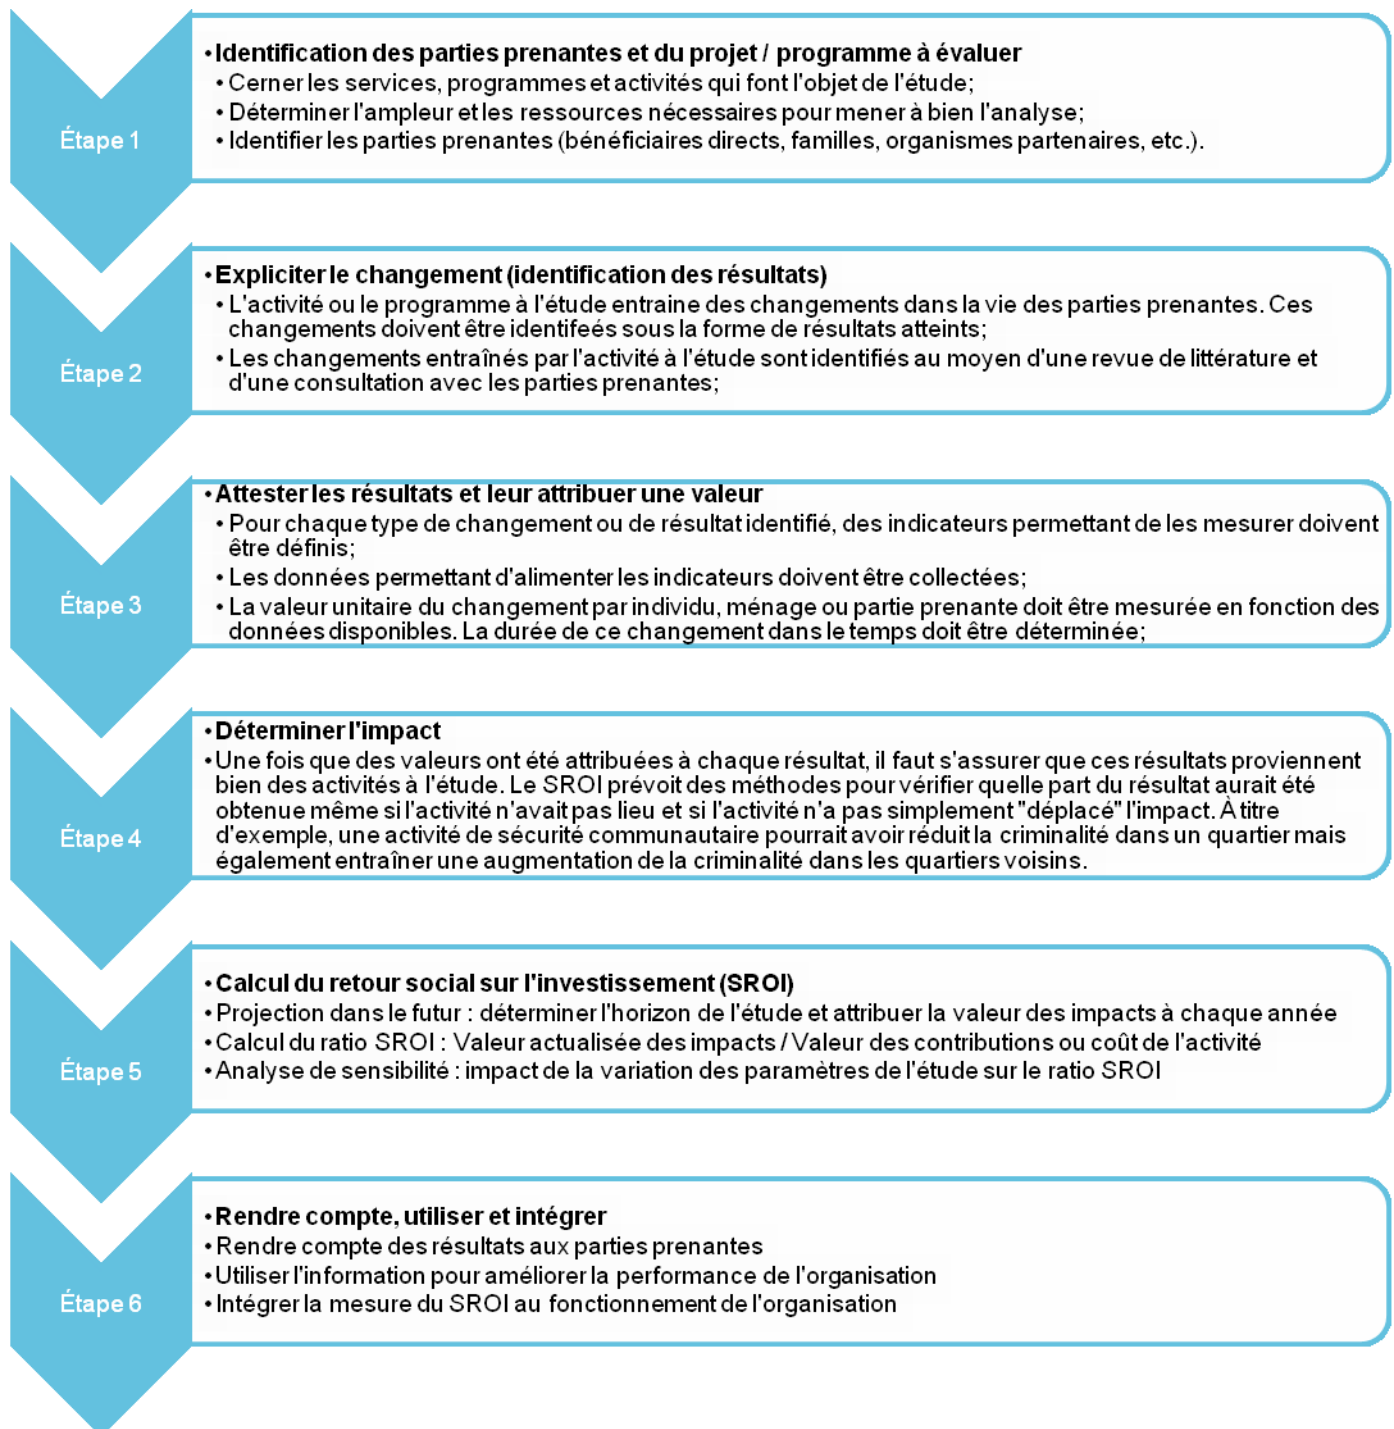 Étape 1
•Identification des parties prenantes et du projet / programme à évaluer
•Cerner les services, programmes et activités qui font l'objet de l'étude;
•Déterminer l'ampleur et les ressources nécessaires pour mener à bien l'analyse;
•Identifier les parties prenantes (bénéficiaires directs, familles, organismes partenaires, etc.).
Étape 2
•Expliciter le changement (identification des résultats)
•L'activité ou le programme à l'étude entraine des changements dans la vie des parties prenantes. Ces
changements doivent être identifeés sous la forme de résultats atteints;
•Les changements entraînés par l'activité à l'étude sont identifiés au moyen d'une revue de littérature et
d'une consultation avec les parties prenantes;
Étape 3
•Attester les résultats et leur attribuer une valeur
•Pour chaque type de changement ou de résultat identifié, des indicateurs permettant de les mesurer doivent
être définis;
•Les données permettant d'alimenter les indicateurs doivent être collectées;
•La valeur unitaire du changement par individu, ménage ou partie prenante doit être mesurée en fonction des
données disponibles. La durée de ce changement dans le temps doit être déterminée;
Étape 4
•Déterminer l'impact
•Une fois que des valeurs ont été attribuées à chaque résultat, il faut s'assurer que ces résultats proviennent
bien des activités à l'étude. Le SROI prévoit des méthodes pour vérifier quelle part du résultat aurait été
obtenue même si l'activité n'avait pas lieu et si l'activité n'a pas simplement "déplacé" l'impact. À titre
d'exemple, une activité de sécurité communautaire pourrait avoir réduit la criminalité dans un quartier mais
également entraîner une augmentation de la criminalité dans les quartiers voisins.
Étape 5
•Calcul du retour social sur l'investissement (SROI)
•Projection dans le futur : déterminer l'horizon de l'étude et attribuer la valeur des impacts à chaque année
•Calcul du ratio SROI : Valeur actualisée des impacts / Valeur des contributions ou coût de l'activité
•Analyse de sensibilité : impact de la variation des paramètres de l'étude sur le ratio SROI
Étape 6
•Rendre compte, utiliser et intégrer
•Rendre compte des résultats aux parties prenantes
•Utiliser l'information pour améliorer la performance de l'organisation
•Intégrer la mesure du SROI au fonctionnement de l'organisation